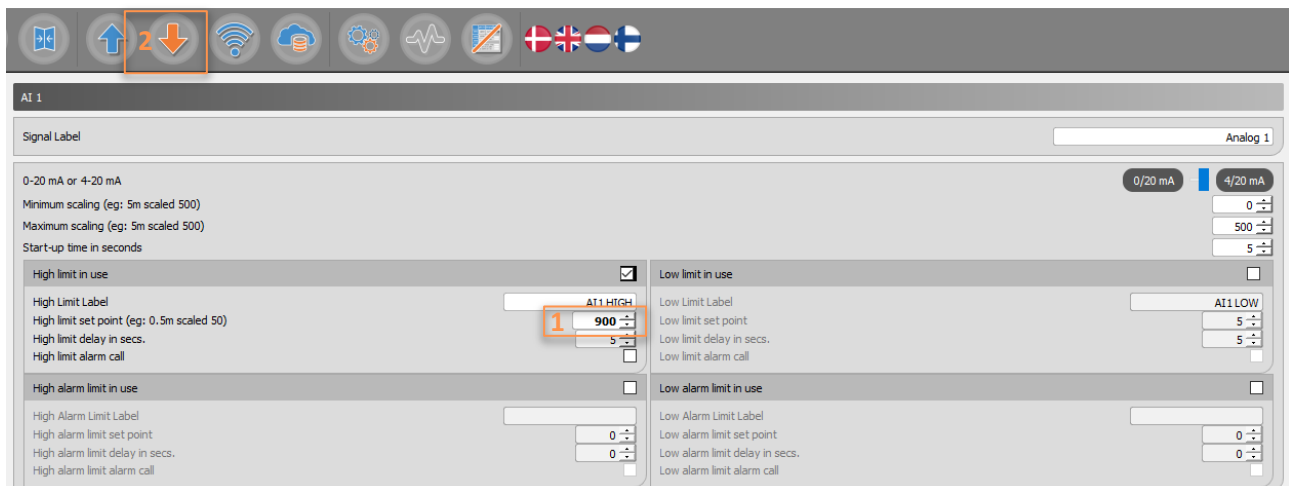 2
AI 1
Signal Label
Analog 1
0-20 mA or 4-20 mA
0/20 mA
4/20 mA
Minimum scaling (eg: 5m scaled 500)
0
Maximum scaling (eg: 5m scaled 500)
500
Start-up time in seconds
5
High limit in use
High Limit Label
AI1 HIGH
High limit set point (eg: 0.5m scaled 50)
1
900
High limit delay in secs.
5
High limit alarm call
Low limit in use
Low Limit Label
AI1 LOW
Low limit set point
5
Low limit delay in secs.
5
Low limit alarm call
High alarm limit in use
High Alarm Limit Label
High alarm limit set point
0
High alarm limit delay in secs.
0
High alarm limit alarm call
Low alarm limit in use
Low Alarm Limit Label
Low alarm limit set point
0
Low alarm limit delay in secs.
0
Low alarm limit alarm call